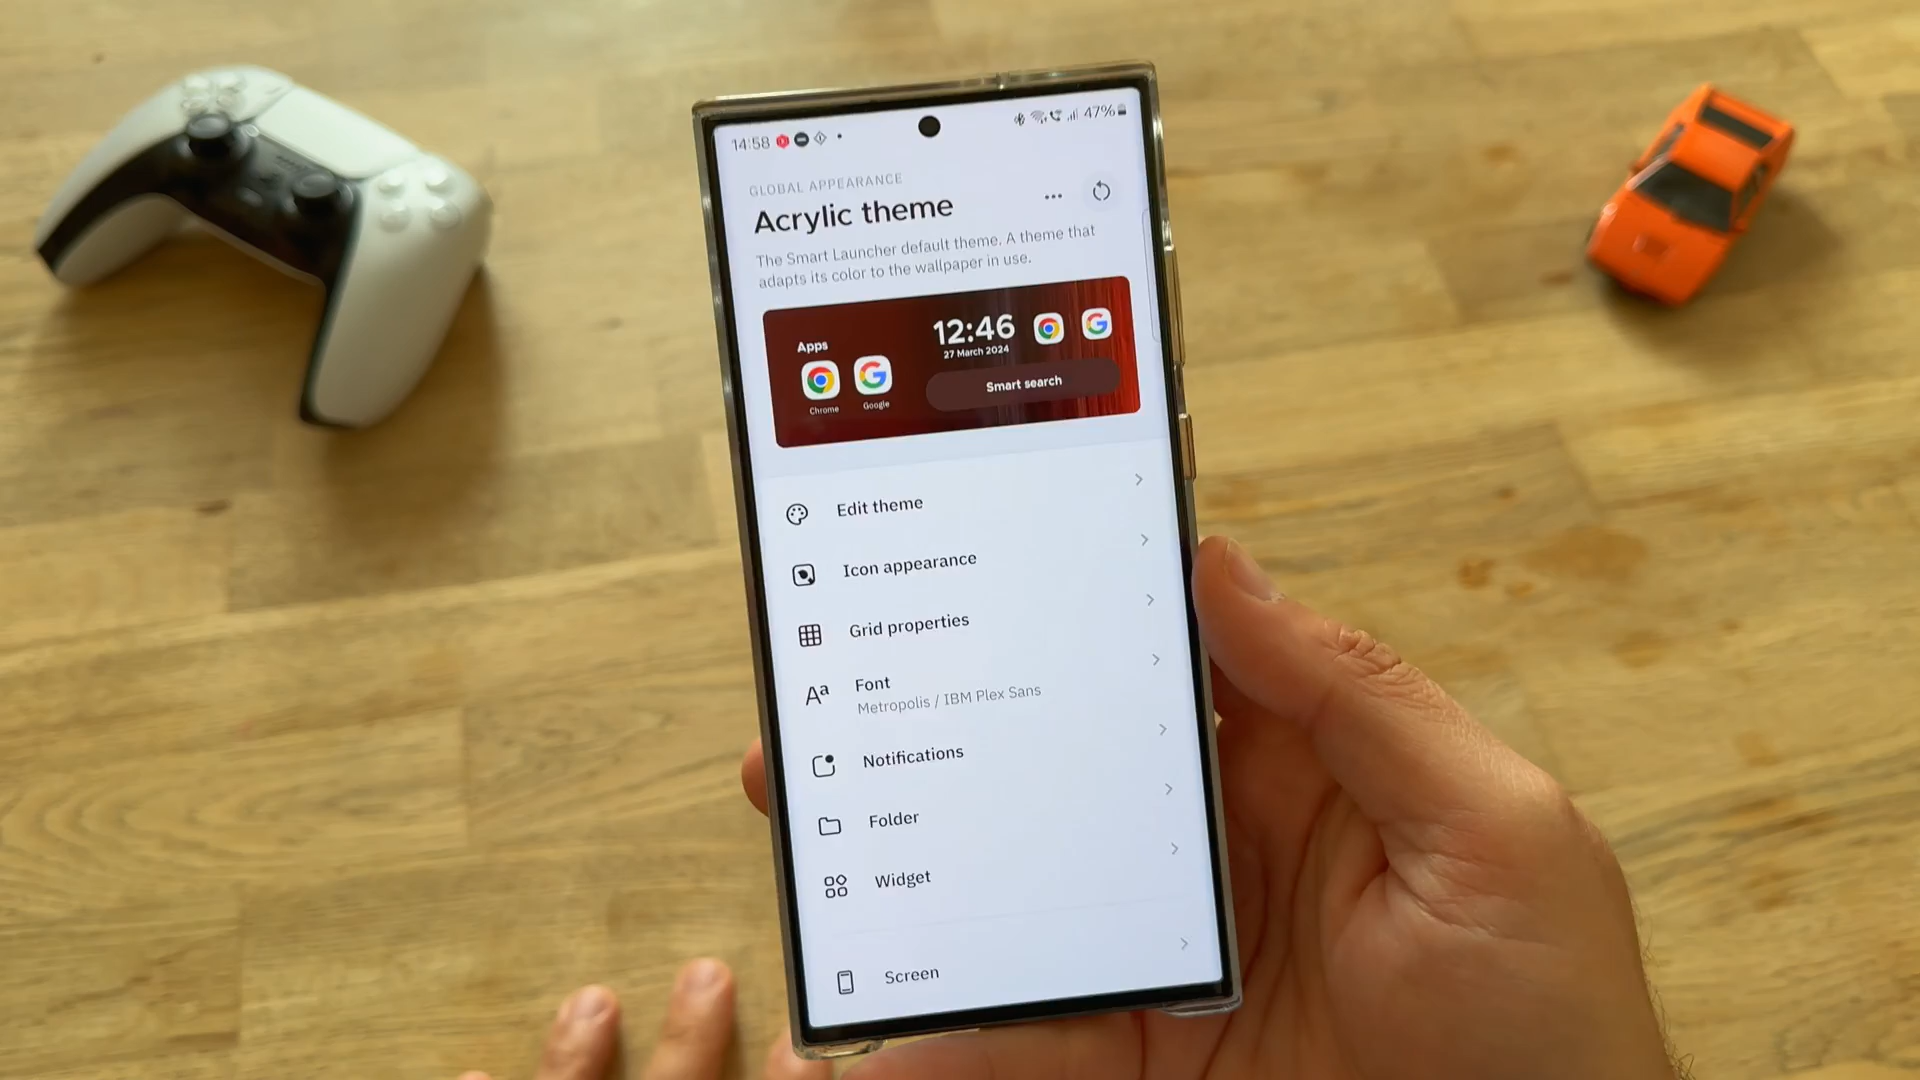 14:58
47%
GLOBAL APPEARANCE
Acrylic theme
The Smart Launcher default theme. A theme that
adapts its color to the wallpaper in use.
Apps
Chrome
Google
12:46
27 March 2024
Smart search
Edit theme
Icon appearance
Grid properties
Aa
Font
Metropolis / IBM Plex Sans
Notifications
Folder
Widget
Screen